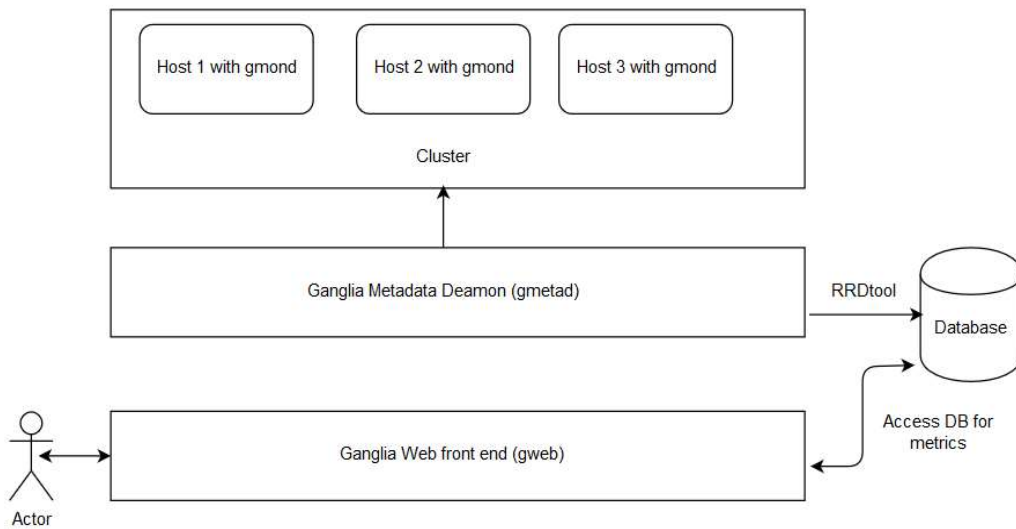 Host 1 with gmond
Host 2 with gmond
Host 3 with gmond
Cluster
Ganglia Metadata Deamon (gmetad)
RRDtool
Database
Access DB for
metrics
Ganglia Web front end (gweb)
Actor